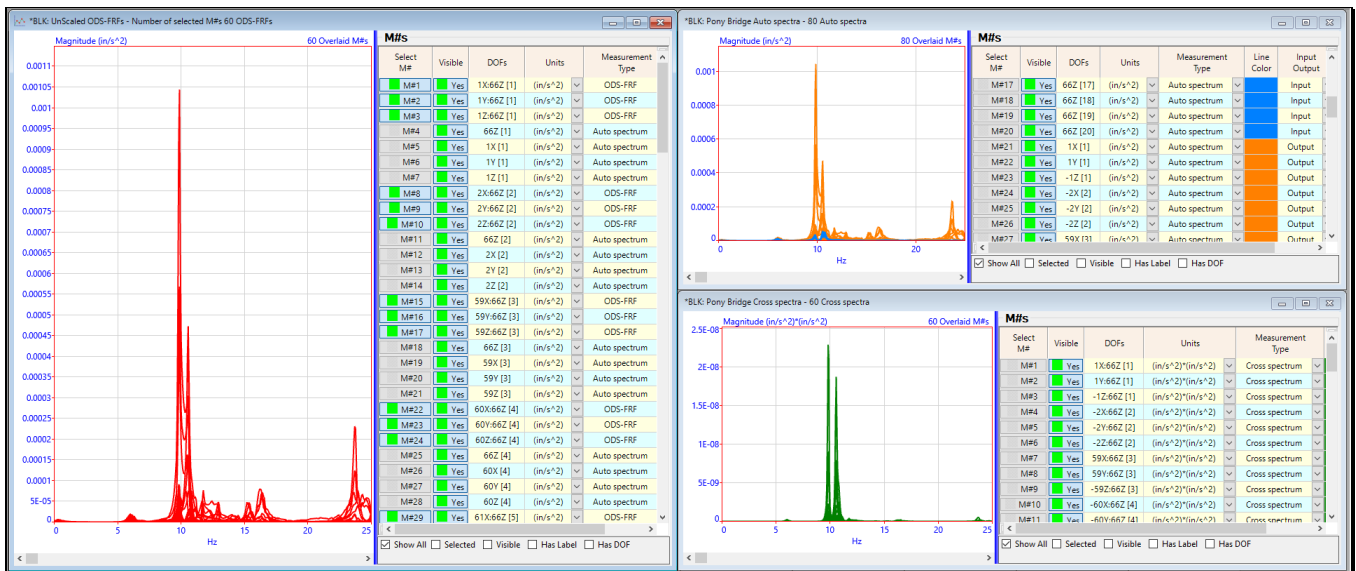 *BLK: UnScaled ODS-FRFs - Number of selected M#s 60 ODS-FRFs
Magnitude (in/s^2) 60 Overlaid M#s
0.0011
0.00105
0.001
0.00095
0.0009
0.00085
0.0008
0.00075
0.0007
0.00065
0.0006
0.00055
0.0005
0.00045
0.0004
0.00035
0.0003
0.00025
0.0002
0.00015
0.0001
5E-05
0
0 5 10 15 20 25
Hz
M#s
Select M# Visible DOFs Units Measurement Type
M#1 Yes 1X:66Z [1] (in/s^2) ODS-FRF
M#2 Yes 1Y:66Z [1] (in/s^2) ODS-FRF
M#3 Yes 1Z:66Z [1] (in/s^2) ODS-FRF
M#4 Yes 66Z [1] (in/s^2) Auto spectrum
M#5 Yes 1X [1] (in/s^2) Auto spectrum
M#6 Yes 1Y [1] (in/s^2) Auto spectrum
M#7 Yes 1Z [1] (in/s^2) Auto spectrum
M#8 Yes 2X:66Z [2] (in/s^2) ODS-FRF
M#9 Yes 2Y:66Z [2] (in/s^2) ODS-FRF
M#10 Yes 2Z:66Z [2] (in/s^2) ODS-FRF
M#11 Yes 66Z [2] (in/s^2) Auto spectrum
M#12 Yes 2X [2] (in/s^2) Auto spectrum
M#13 Yes 2Y [2] (in/s^2) Auto spectrum
M#14 Yes 2Z [2] (in/s^2) Auto spectrum
M#15 Yes 59X:66Z [3] (in/s^2) ODS-FRF
M#16 Yes 59Y:66Z [3] (in/s^2) ODS-FRF
M#17 Yes 59Z:66Z [3] (in/s^2) ODS-FRF
M#18 Yes 66Z [3] (in/s^2) Auto spectrum
M#19 Yes 59X [3] (in/s^2) Auto spectrum
M#20 Yes 59Y [3] (in/s^2) Auto spectrum
M#21 Yes 59Z [3] (in/s^2) Auto spectrum
M#22 Yes 60X:66Z [4] (in/s^2) ODS-FRF
M#23 Yes 60Y:66Z [4] (in/s^2) ODS-FRF
M#24 Yes 60Z:66Z [4] (in/s^2) ODS-FRF
M#25 Yes 66Z [4] (in/s^2) Auto spectrum
M#26 Yes 60X [4] (in/s^2) Auto spectrum
M#27 Yes 60Y [4] (in/s^2) Auto spectrum
M#28 Yes 60Z [4] (in/s^2) Auto spectrum
M#29 Yes 61X:66Z [5] (in/s^2) ODS-FRF
Show All Selected Visible Has Label Has DOF
*BLK: Pony Bridge Auto spectra - 80 Auto spectra
Magnitude (in/s^2) 80 Overlaid M#s
0.001
0.0008
0.0006
0.0004
0.0002
0
0 10 20
Hz
M#s
Select M# Visible DOFs Units Measurement Type Line Color Input Output
M#17 Yes 66Z [17] (in/s^2) Auto spectrum Input
M#18 Yes 66Z [18] (in/s^2) Auto spectrum Input
M#19 Yes 66Z [19] (in/s^2) Auto spectrum Input
M#20 Yes 66Z [20] (in/s^2) Auto spectrum Input
M#21 Yes 1X [1] (in/s^2) Auto spectrum Output
M#22 Yes 1Y [1] (in/s^2) Auto spectrum Output
M#23 Yes -1Z [1] (in/s^2) Auto spectrum Output
M#24 Yes -2X [2] (in/s^2) Auto spectrum Output
M#25 Yes -2Y [2] (in/s^2) Auto spectrum Output
M#26 Yes -2Z [2] (in/s^2) Auto spectrum Output
M#27 Yes 59X [3] (in/s^2) Auto spectrum Output
Show All Selected Visible Has Label Has DOF
*BLK: Pony Bridge Cross spectra - 60 Cross spectra
Magnitude (in/s^2)*(in/s^2) 60 Overlaid M#s
2.5E-08
2E-08
1.5E-08
1E-08
5E-09
0
0 5 10 15 20 25
Hz
M#s
Select M# Visible DOFs Units Measurement Type
M#1 Yes 1X:66Z [1] (in/s^2)*(in/s^2) Cross spectrum
M#2 Yes 1Y:66Z [1] (in/s^2)*(in/s^2) Cross spectrum
M#3 Yes -1Z:66Z [1] (in/s^2)*(in/s^2) Cross spectrum
M#4 Yes -2X:66Z [2] (in/s^2)*(in/s^2) Cross spectrum
M#5 Yes -2Y:66Z [2] (in/s^2)*(in/s^2) Cross spectrum
M#6 Yes -2Z:66Z [2] (in/s^2)*(in/s^2) Cross spectrum
M#7 Yes 59X:66Z [3] (in/s^2)*(in/s^2) Cross spectrum
M#8 Yes 59Y:66Z [3] (in/s^2)*(in/s^2) Cross spectrum
M#9 Yes -59Z:66Z [3] (in/s^2)*(in/s^2) Cross spectrum
M#10 Yes -60X:66Z [4] (in/s^2)*(in/s^2) Cross spectrum
M#11 Yes -60Y:66Z [4] (in/s^2)*(in/s^2) Cross spectrum
Show All Selected Visible Has Label Has DOF